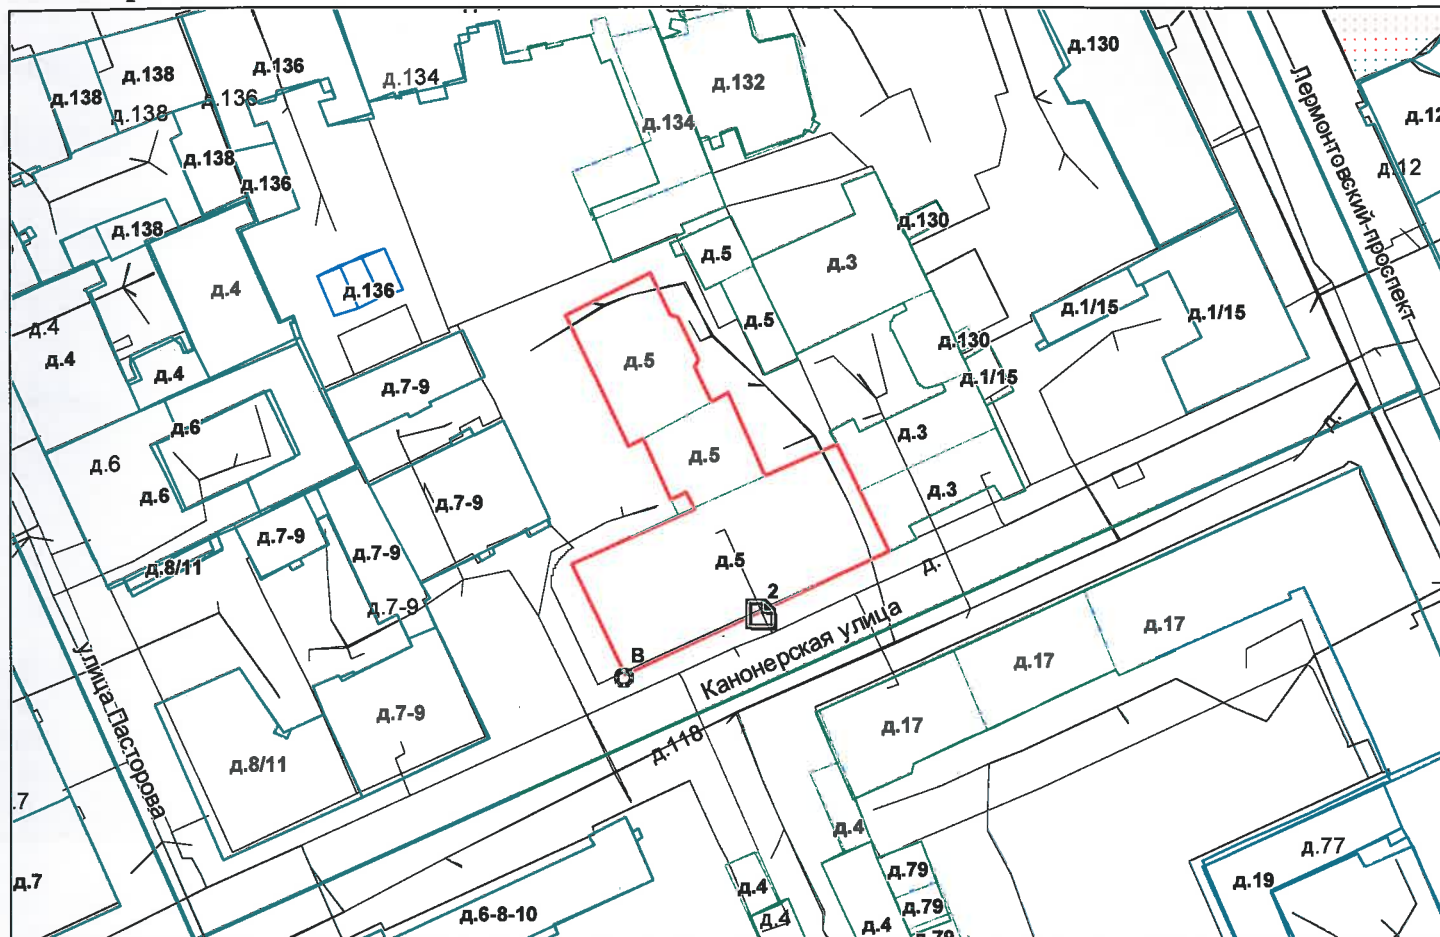 д.130
д.138
д.136
д.134
д.132
д.138
д.136
д.138
д.134
Лермонтовский-проспект
д.12
д.138
д.136
д.130
д.138
д.5
д.3
д.4
д.136
д.5
д.1/15
д.1/15
д.4
д.4
д.4
д.5
д.130
д.1/15
д.7-9
д.6
д.6
д.6
д.5
д.3
д.3
д.
д.7-9
д.7-9
д.7-9
д.8/11
д.5
д.
2
д.7-9
В
Канонерская улица
д.17
д.17
д.17
улица-Пасторова
д.7-9
д.8/11
д.118
.7
д.4
д.77
д.7
д.79
д.19
д.4
д.79
д.6-8-10
д.4
д.4
д.79